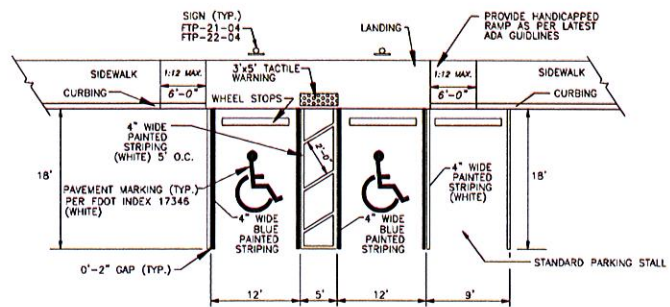 SIGN (TYP.)
FTP-21-04
FTP-22-04
LANDING
PROVIDE HANDICAPPED
RAMP AS PER LATEST
ADA GUIDLINES
SIDEWALK
1:12 MAX.
6'-0"
CURBING
3'x5' TACTILE
WARNING
WHEEL STOPS
1:12 MAX.
6'-0"
SIDEWALK
CURBING
18'
4" WIDE
PAINTED
STRIPING
(WHITE) 5' O.C.
2'-0"
PAVEMENT MARKING (TYP.)
PER FDOT INDEX 17346
(WHITE)
4" WIDE
BLUE
PAINTED
STRIPING
4" WIDE
BLUE
PAINTED
STRIPING
4" WIDE
PAINTED
STRIPING
(WHITE)
18'
0'-2" GAP (TYP.)
STANDARD PARKING STALL
12'
5'
12'
9'